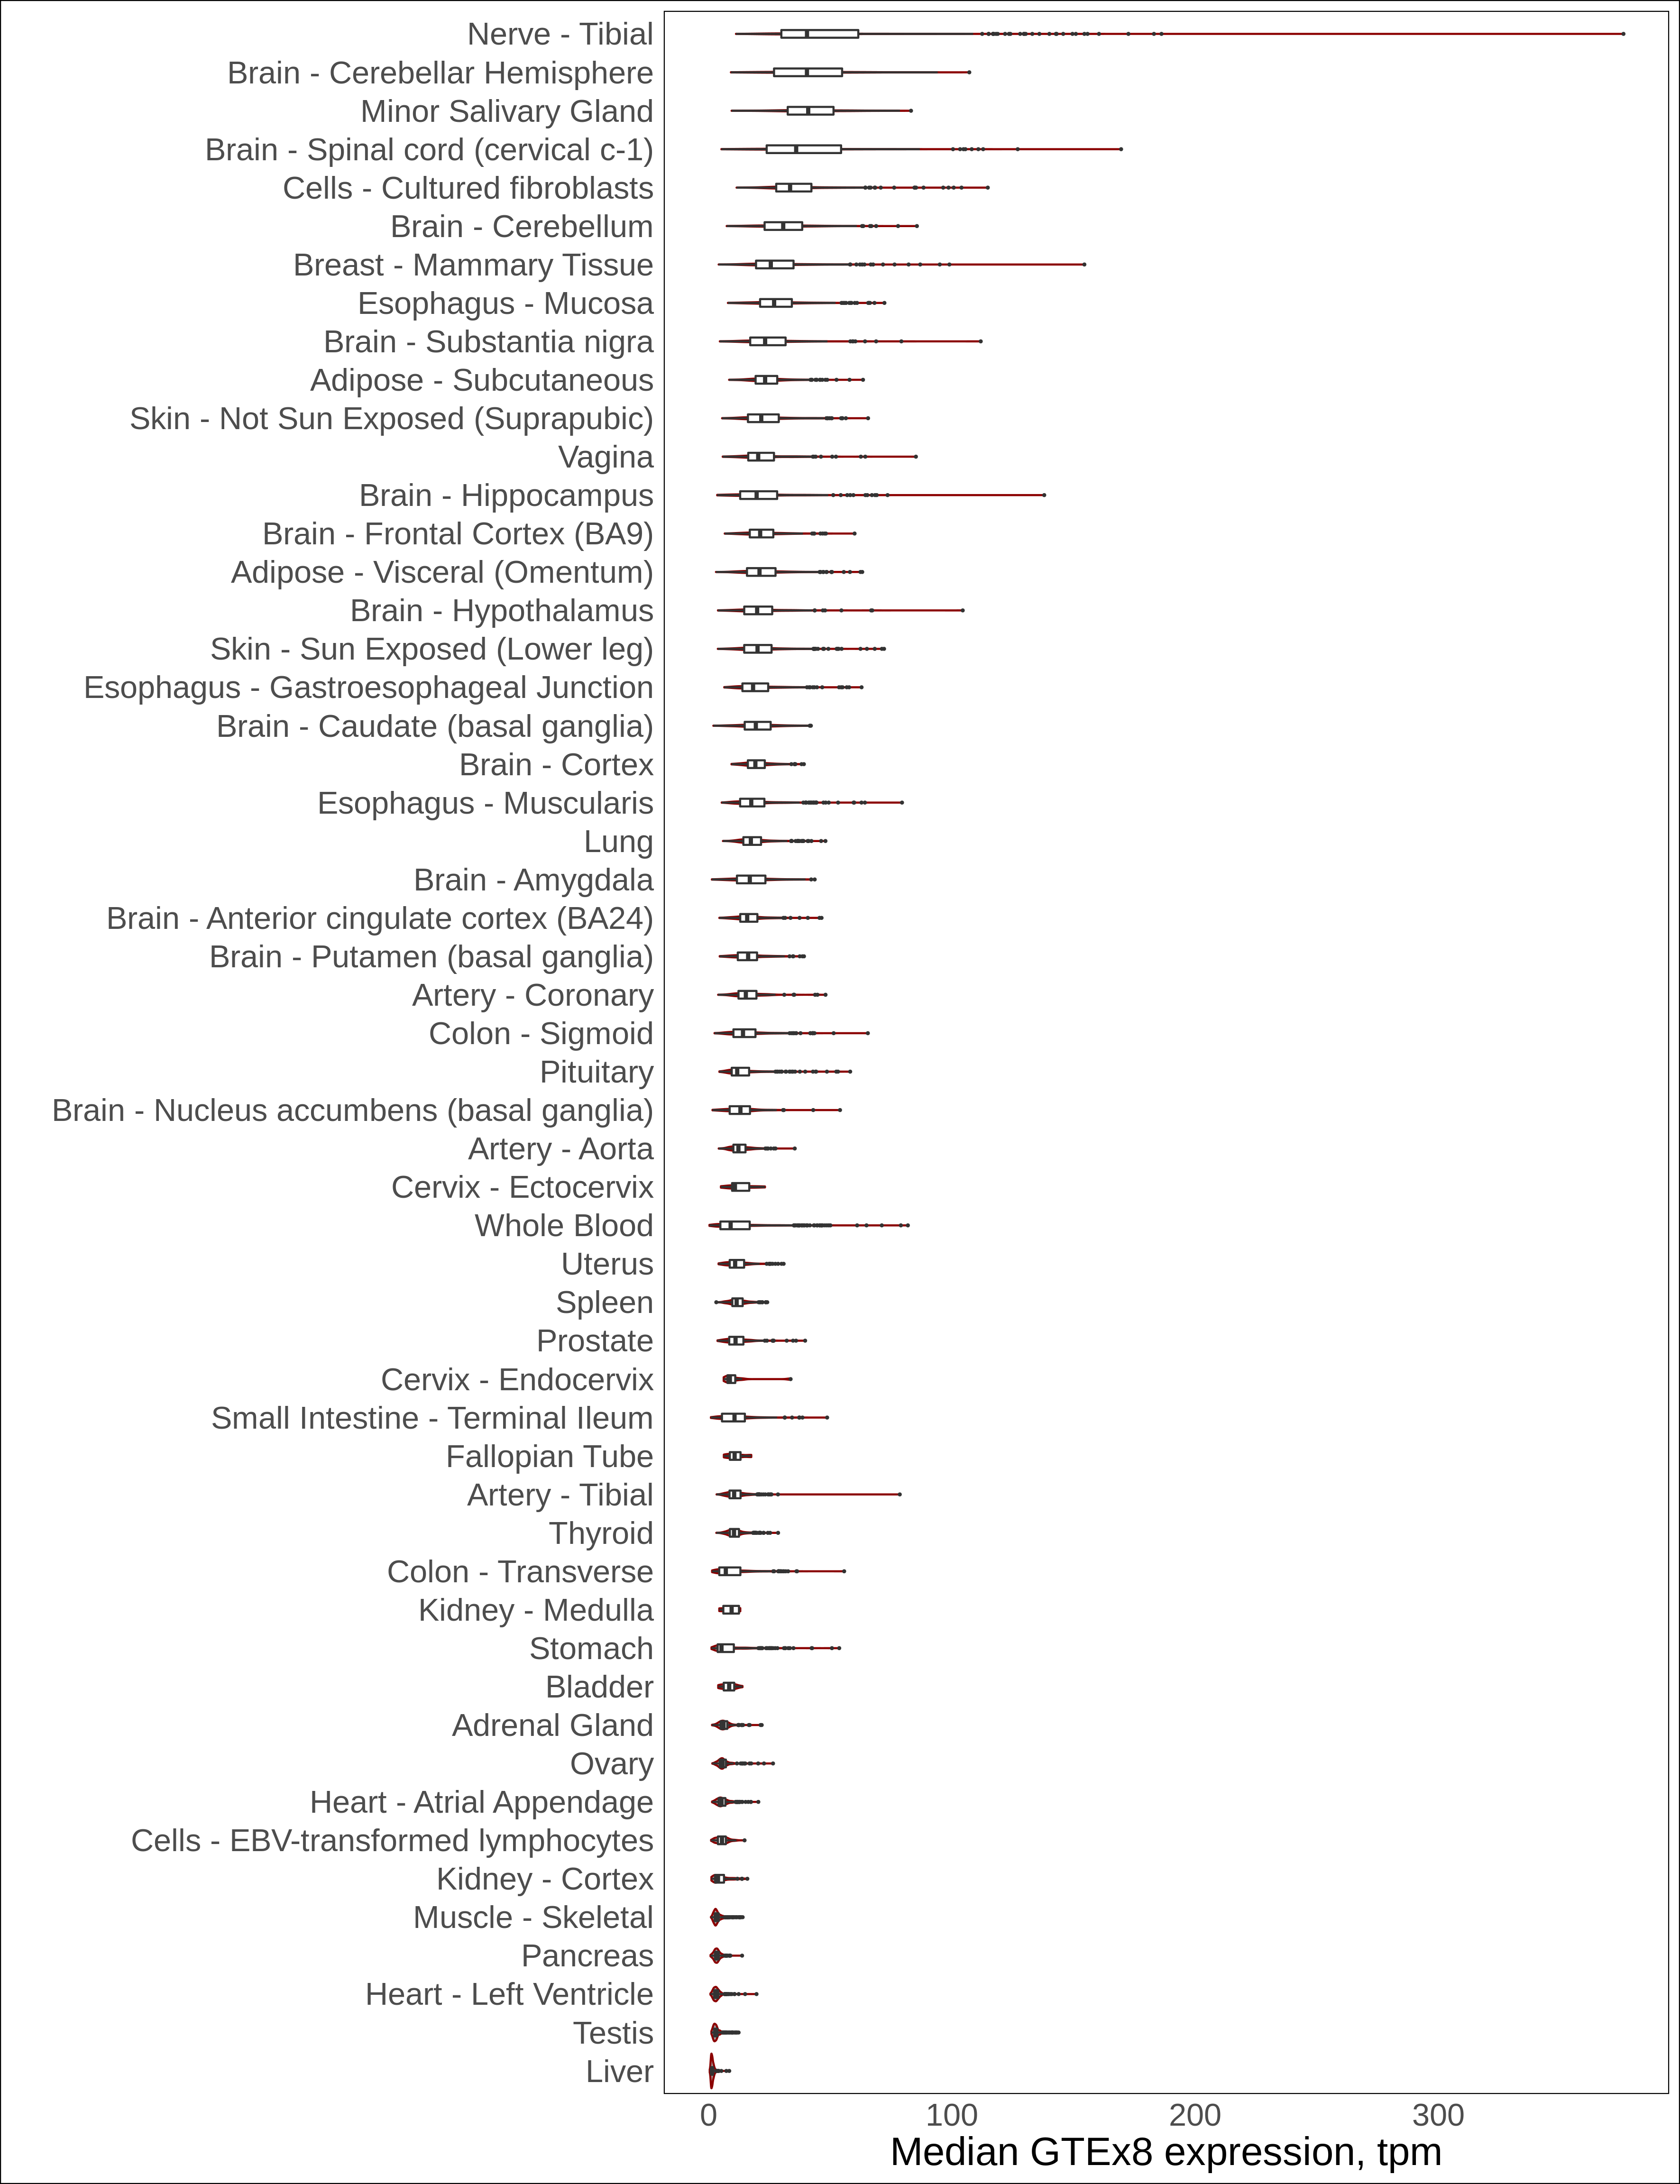 Nerve - Tibial
Brain - Cerebellar Hemisphere
Minor Salivary Gland
Brain - Spinal cord (cervical c-1)
Cells - Cultured fibroblasts
Brain - Cerebellum
Breast - Mammary Tissue
Esophagus - Mucosa
Brain - Substantia nigra
Adipose - Subcutaneous
Skin - Not Sun Exposed (Suprapubic)
Vagina
Brain - Hippocampus
Brain - Frontal Cortex (BA9)
Adipose - Visceral (Omentum)
Brain - Hypothalamus
Skin - Sun Exposed (Lower leg)
Esophagus - Gastroesophageal Junction
Brain - Caudate (basal ganglia)
Brain - Cortex
Esophagus - Muscularis
Lung
Brain - Amygdala
Brain - Anterior cingulate cortex (BA24)
Brain - Putamen (basal ganglia)
Artery - Coronary
Colon - Sigmoid
Pituitary
Brain - Nucleus accumbens (basal ganglia)
Artery - Aorta
Cervix - Ectocervix
Whole Blood
Uterus
Spleen
Prostate
Cervix - Endocervix
Small Intestine - Terminal Ileum
Fallopian Tube
Artery - Tibial
Thyroid
Colon - Transverse
Kidney - Medulla
Stomach
Bladder
Adrenal Gland
Ovary
Heart - Atrial Appendage
Cells - EBV-transformed lymphocytes
Kidney - Cortex
Muscle - Skeletal
Pancreas
Heart - Left Ventricle
Testis
Liver
0 100 200 300
Median GTEx8 expression, tpm